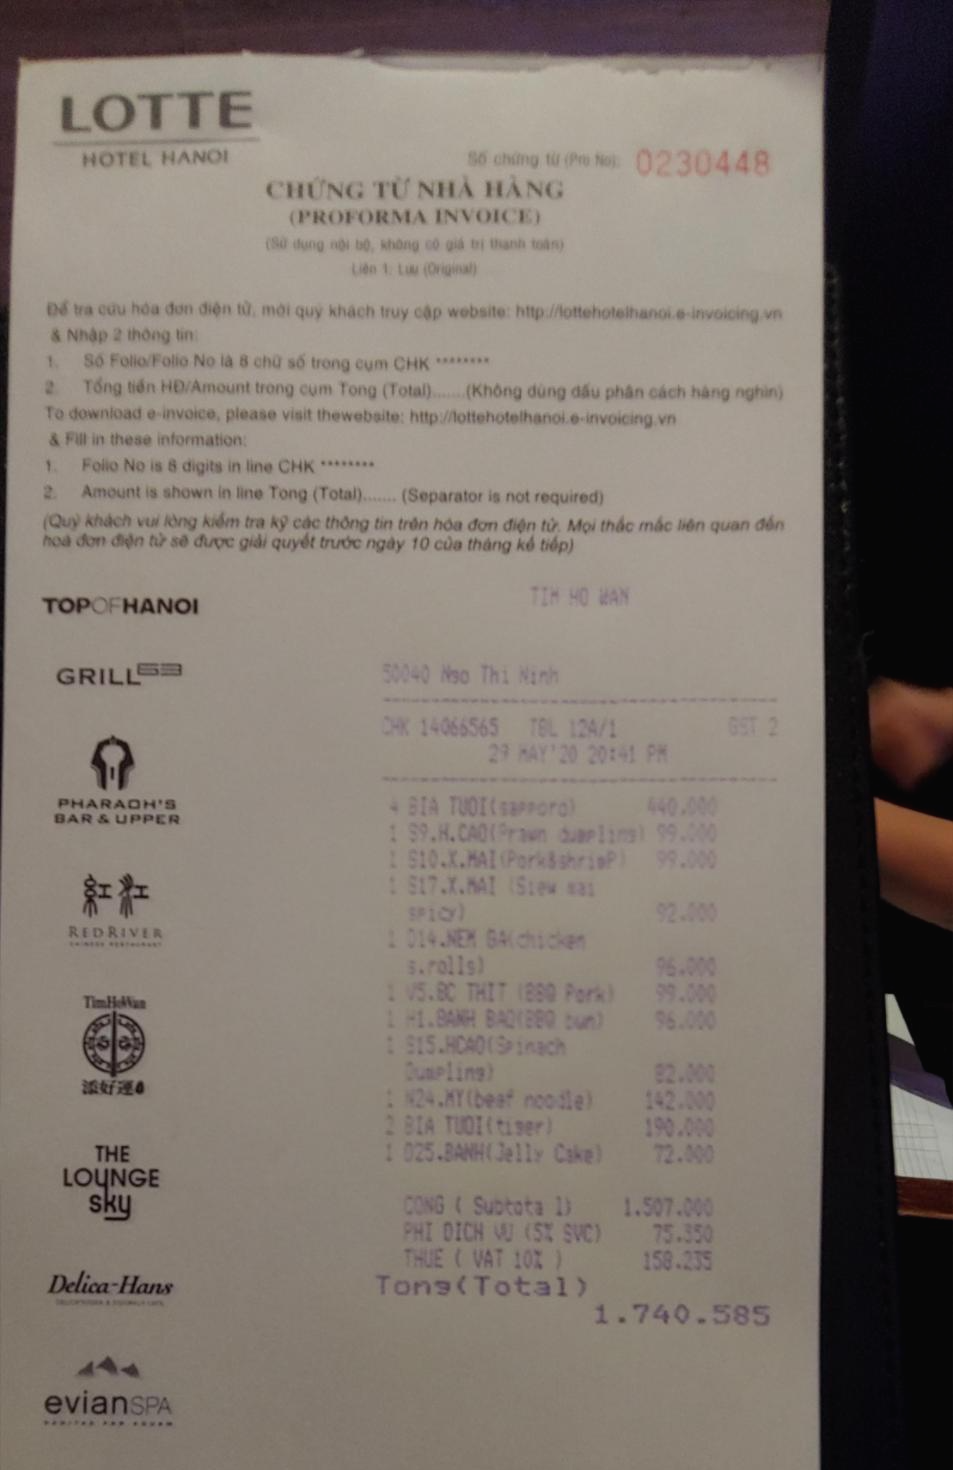 LOTTE
HOTEL HANOI
Số chứng từ (Pro No): 0230448
CHỨNG TỪ NHÀ HÀNG
(PROFORMA INVOICE)
(Sử dụng nội bộ, không có giá trị thanh toán)
Liên 1: Lưu (Original)
Để tra cứu hóa đơn điện tử, mời quý khách truy cập website: http://lottehotelhanoi.e-invoicing.vn
& Nhập 2 thông tin:
1. Số Folio/Folio No là 8 chữ số trong cụm CHK ********
2. Tổng tiền HĐ/Amount trong cụm Tong (Total).......(Không dùng dấu phân cách hàng nghìn)
To download e-invoice, please visit thewebsite: http://lottehotelhanoi.e-invoicing.vn
& Fill in these information:
1. Folio No is 8 digits in line CHK ********
2. Amount is shown in line Tong (Total)....... (Separator is not required)
(Quý khách vui lòng kiểm tra kỹ các thông tin trên hóa đơn điện tử. Mọi thắc mắc liên quan đến
hoá đơn điện tử sẽ được giải quyết trước ngày 10 của tháng kế tiếp)
TIM HO WAN
TOPOFHANOI
GRILL63
50040 Ngo Thi Ninh
CHK 14066565 TBL 12A/1 GST 2
29 MAY'20 20:41 PM
PHARAOH'S
BAR & UPPER
4 BIA TUOI(sapporo) 440.000
1 S9.H.CAO(Prawn dumpling) 99.000
1 S10.X.MAI(Pork&shrimP) 99.000
1 S17.X.MAI (Siew mai
spicy) 92.000
紅 紅
RED RIVER
CHINESE RESTAURANT
1 D14.NEM GA(chicken
s.rolls) 96.000
1 V5.BC THIT (BBQ Pork) 99.000
1 H1.BANH BAO(BBQ bun) 96.000
1 S15.HCAO(Spinach
Dumpling) 82.000
TimHoWan
添好運
1 N24.MY(beef noodle) 142.000
2 BIA TUOI(tiger) 190.000
1 D25.BANH(Jelly Cake) 72.000
THE
LOUNGE
sky
CONG ( Subtota l) 1.507.000
PHI DICH VU (5% SVC) 75.350
THUE ( VAT 10% ) 158.235
Tong(Total)
1.740.585
Delica-Hans
evianSPA